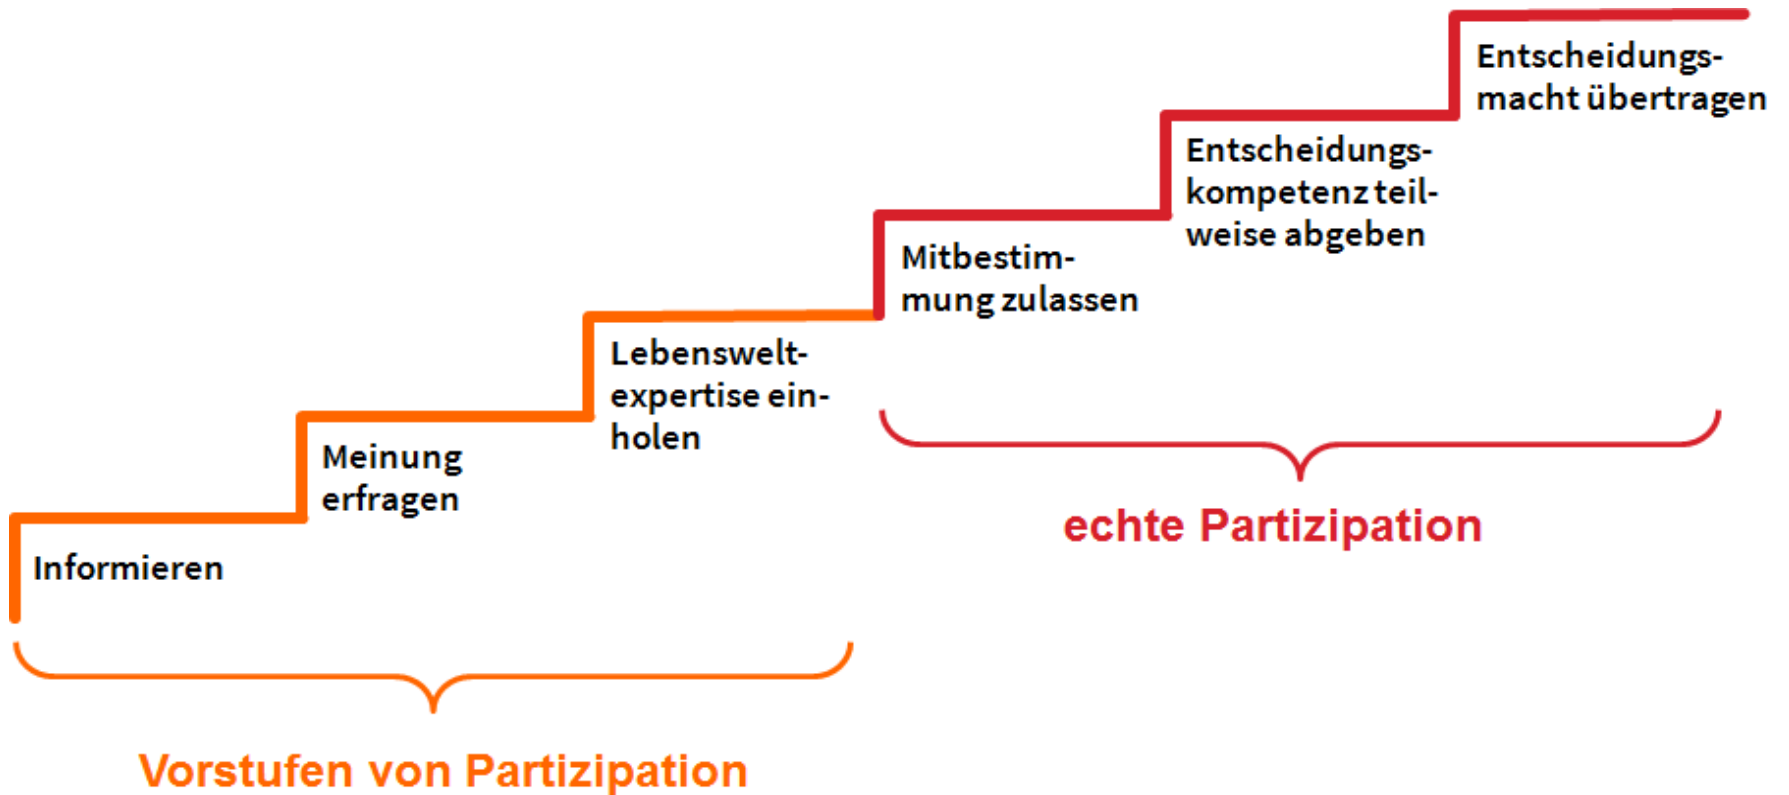 Informieren
Meinung
erfragen
Lebenswelt-
expertise ein-
holen
Mitbestim-
mung zulassen
Entscheidungs-
kompetenz teil-
weise abgeben
Entscheidungs-
macht übertragen
Vorstufen von Partizipation
echte Partizipation